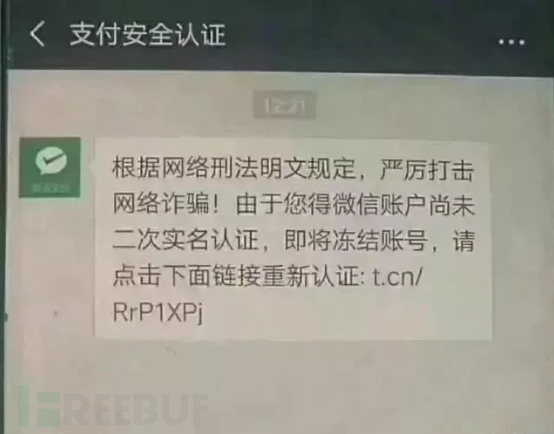 支付安全认证
12:21
根据网络刑法明文规定，严厉打击
网络诈骗！由于您得微信账户尚未
二次实名认证，即将冻结账号，请
点击下面链接重新认证: t.cn/
RrP1XPj
REEBUF